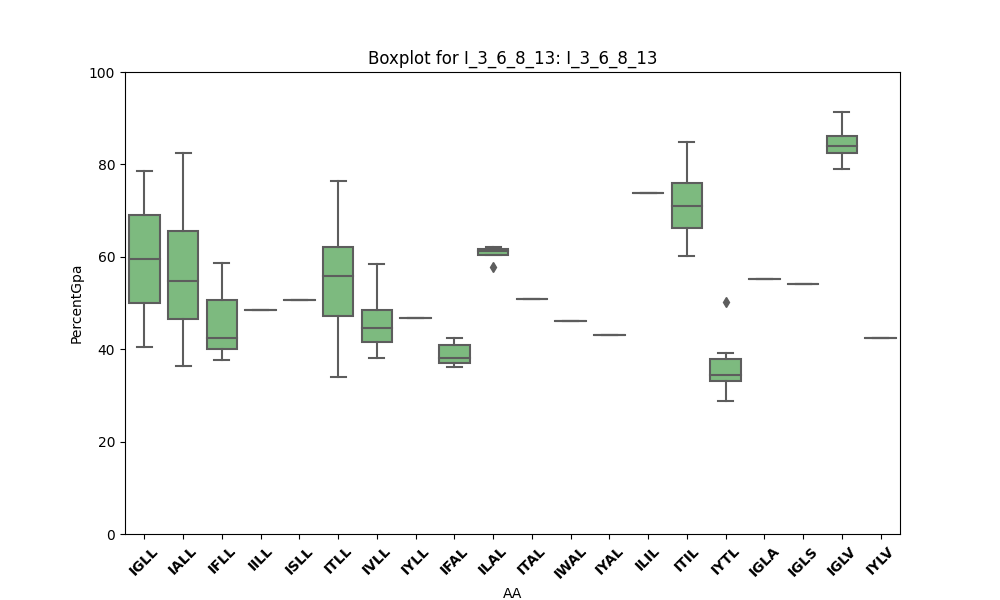 Boxplot for I_3_6_8_13: I_3_6_8_13
PercentGpa
100
80
60
40
20
0
IGLL IALL IFLL IILL ISLL ITLL IVLL IYLL IFAL ILAL ITAL IWAL IYAL ILIL ITIL IYTL IGLA IGLS IGLV IYLV
AA